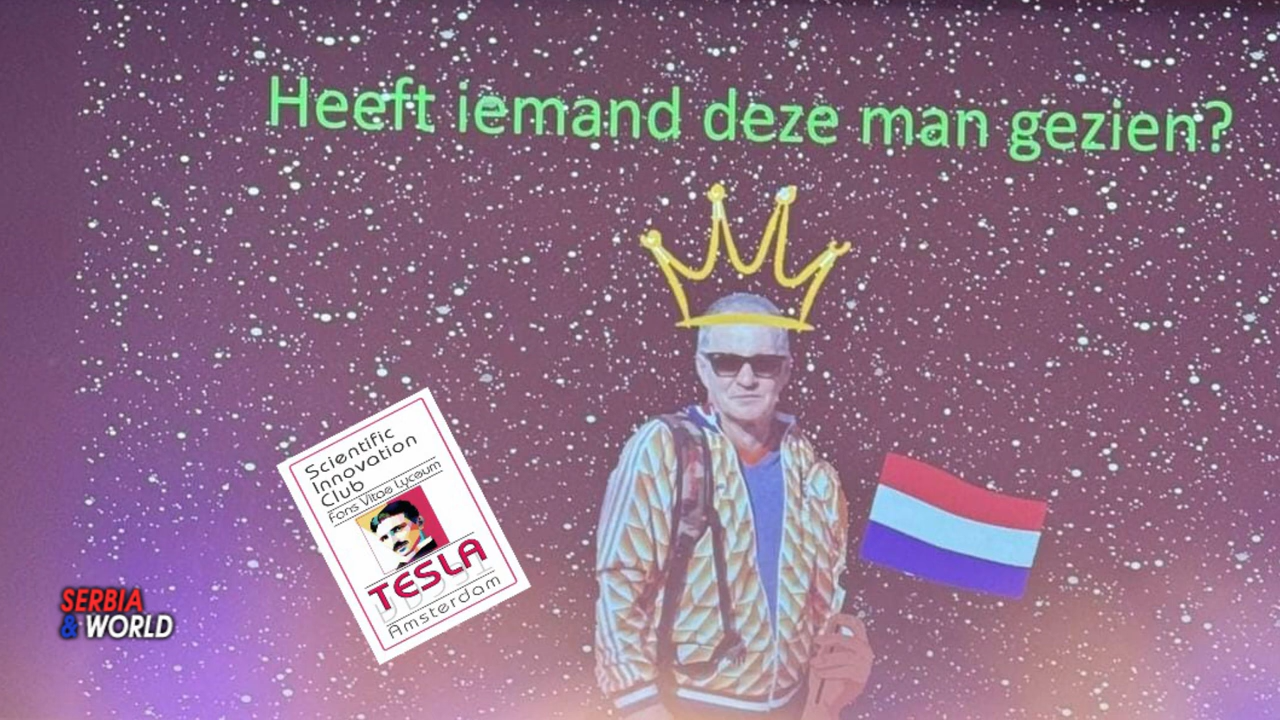 Heeft iemand deze man gezien?
Scientific
Innovation
Club
Fons Vitae Lyceum
TESLA
Amsterdam
SERBIA
& WORLD